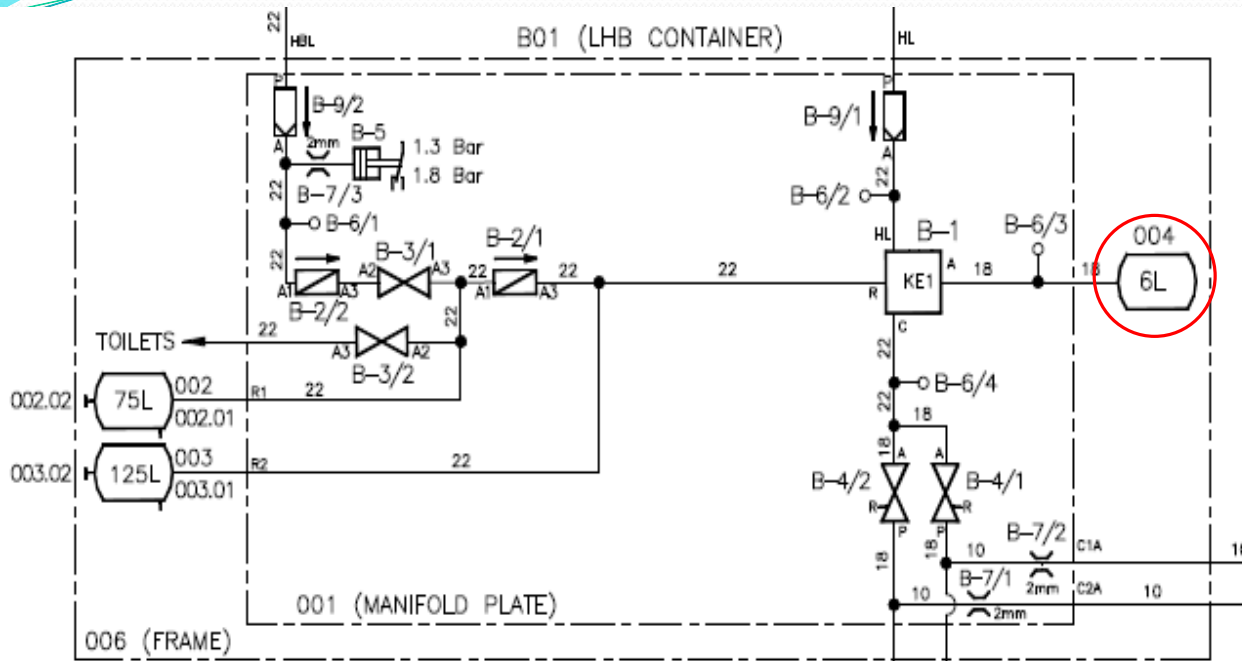 22
HBL
B01 (LHB CONTAINER)
HL
P
B-9/2
A
2mm
B-5
1.3 Bar
1.8 Bar
B-7/3
22
B-6/1
22
A1
A3
B-2/2
A2
B-3/1
A3
22
A1
B-2/1
A3
22
22
22
TOILETS
22
A3
B-3/2
A2
002.02
75L
002
002.01
R1
22
003.02
125L
003
003.01
R2
22
P
B-9/1
A
22
B-6/2
HL
B-1
R
KE1
A
18
B-6/3
18
004
6L
C
22
B-6/4
22
18
18
A
A
B-4/2
R
P
B-4/1
R
P
18
18
10
B-7/2
2mm
C1A
18
10
B-7/1
2mm
C2A
10
001 (MANIFOLD PLATE)
006 (FRAME)